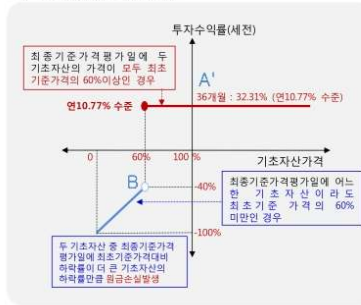 투자수익률(세전)
최종기준가격평가일에 두
기초자산의 가격이 모두 최초
기준가격의 60%이상인 경우
A'
36개월 : 32.31% (연10.77% 수준)
연10.77% 수준
0
60%
100 %
기초자산가격
B
-40%
최종기준가격평가일에 어느
한 기초자산이라도
최초기준 가격의 60%
미만인 경우
-100%
두 기초자산 중 최종기준가격
평가일에 최초기준가격대비
하락률이 더 큰 기초자산의
하락률만큼 원금손실발생